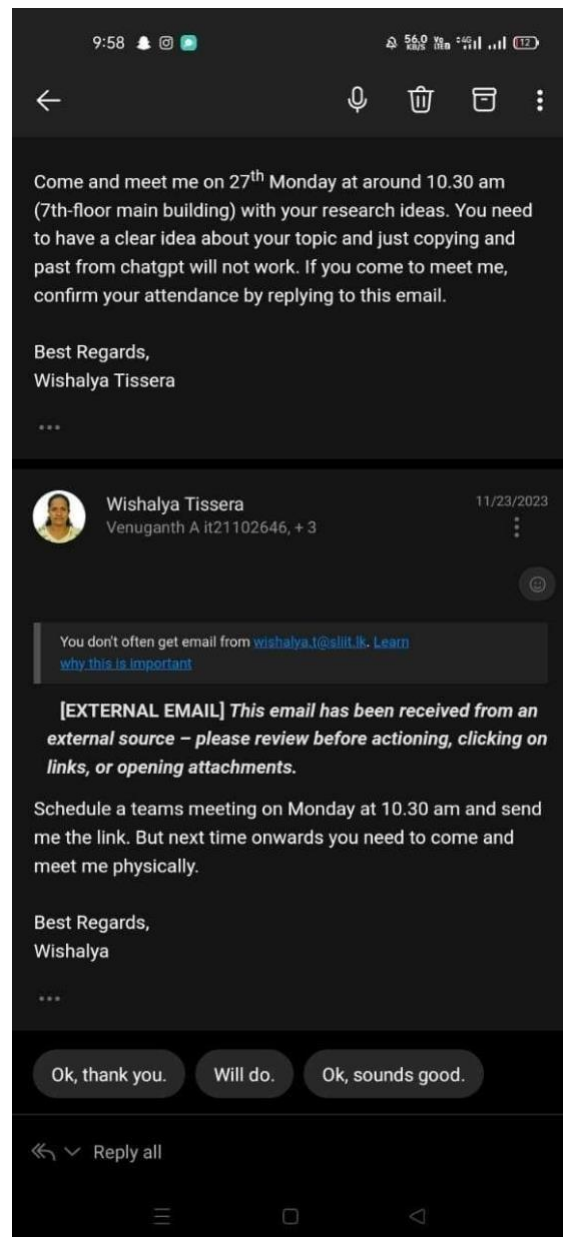 9:58
56.0 KB/S Vo 4G 12
Come and meet me on 27th Monday at around 10.30 am
(7th-floor main building) with your research ideas. You need
to have a clear idea about your topic and just copying and
past from chatgpt will not work. If you come to meet me,
confirm your attendance by replying to this email.
Best Regards,
Wishalya Tissera
...
Wishalya Tissera
11/23/2023
Venuganth A it21102646, + 3
You don't often get email from wishalya.t@sliit.lk. Learn
why this is important
[EXTERNAL EMAIL] This email has been received from an
external source – please review before actioning, clicking on
links, or opening attachments.
Schedule a teams meeting on Monday at 10.30 am and send
me the link. But next time onwards you need to come and
meet me physically.
Best Regards,
Wishalya
...
Ok, thank you. Will do. Ok, sounds good.
Reply all